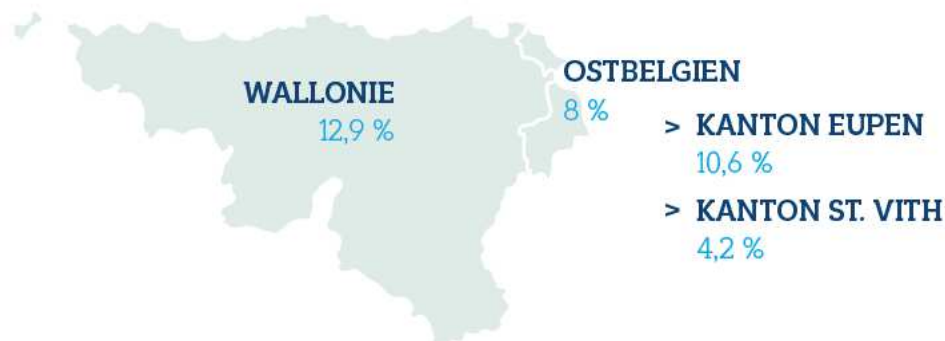 WALLONIE
12,9 %
OSTBELGIEN
8 %
> KANTON EUPEN
10,6 %
> KANTON ST. VITH
4,2 %